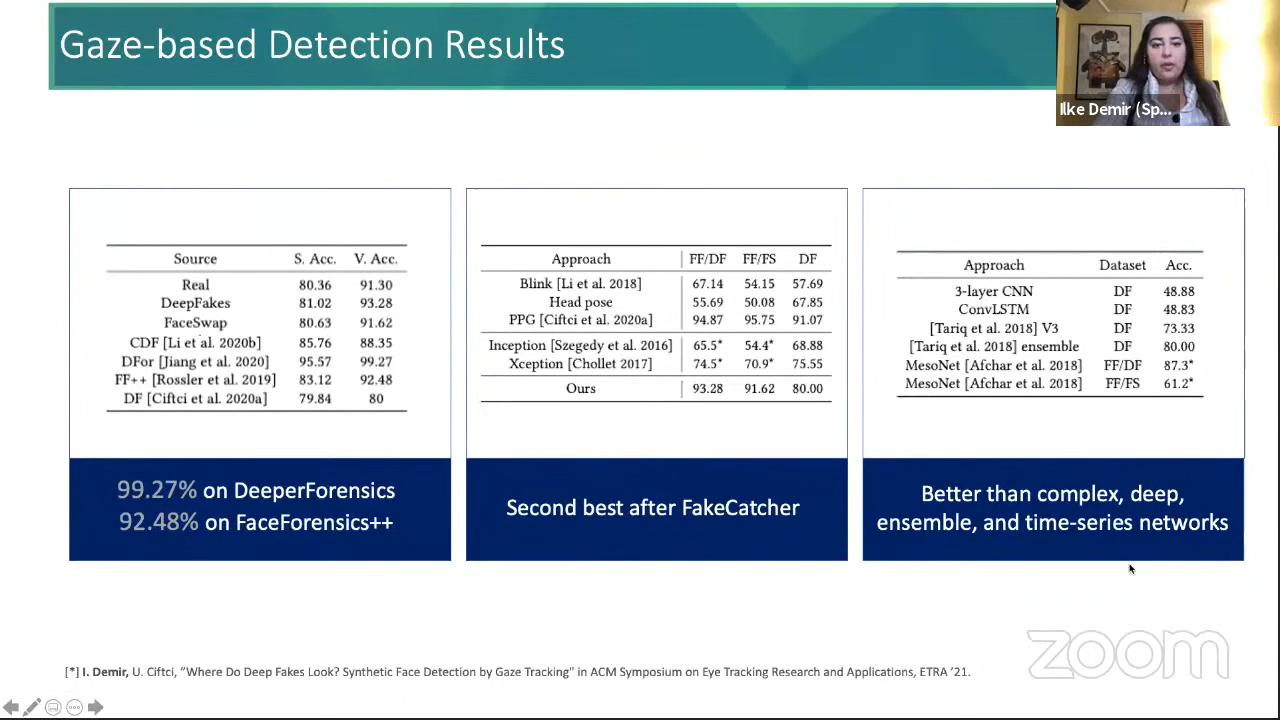 Gaze-based Detection Results
Ilke Demir (Sp...
Source S. Acc. V. Acc.
Real 80.36 91.30
DeepFakes 81.02 93.28
FaceSwap 80.63 91.62
CDF [Li et al. 2020b] 85.76 88.35
DFor [Jiang et al. 2020] 95.57 99.27
FF++ [Rossler et al. 2019] 83.12 92.48
DF [Ciftci et al. 2020a] 79.84 80
99.27% on DeeperForensics
92.48% on FaceForensics++
Approach FF/DF FF/FS DF
Blink [Li et al. 2018] 67.14 54.15 57.69
Head pose 55.69 50.08 67.85
PPG [Ciftci et al. 2020a] 94.87 95.75 91.07
Inception [Szegedy et al. 2016] 65.5* 54.4* 68.88
Xception [Chollet 2017] 74.5* 70.9* 75.55
Ours 93.28 91.62 80.00
Second best after FakeCatcher
Approach Dataset Acc.
3-layer CNN DF 48.88
ConvLSTM DF 48.83
[Tariq et al. 2018] V3 DF 73.33
[Tariq et al. 2018] ensemble DF 80.00
MesoNet [Afchar et al. 2018] FF/DF 87.3*
MesoNet [Afchar et al. 2018] FF/FS 61.2*
Better than complex, deep,
ensemble, and time-series networks
zoom
[*] I. Demir, U. Ciftci, "Where Do Deep Fakes Look? Synthetic Face Detection by Gaze Tracking" in ACM Symposium on Eye Tracking Research and Applications, ETRA '21.